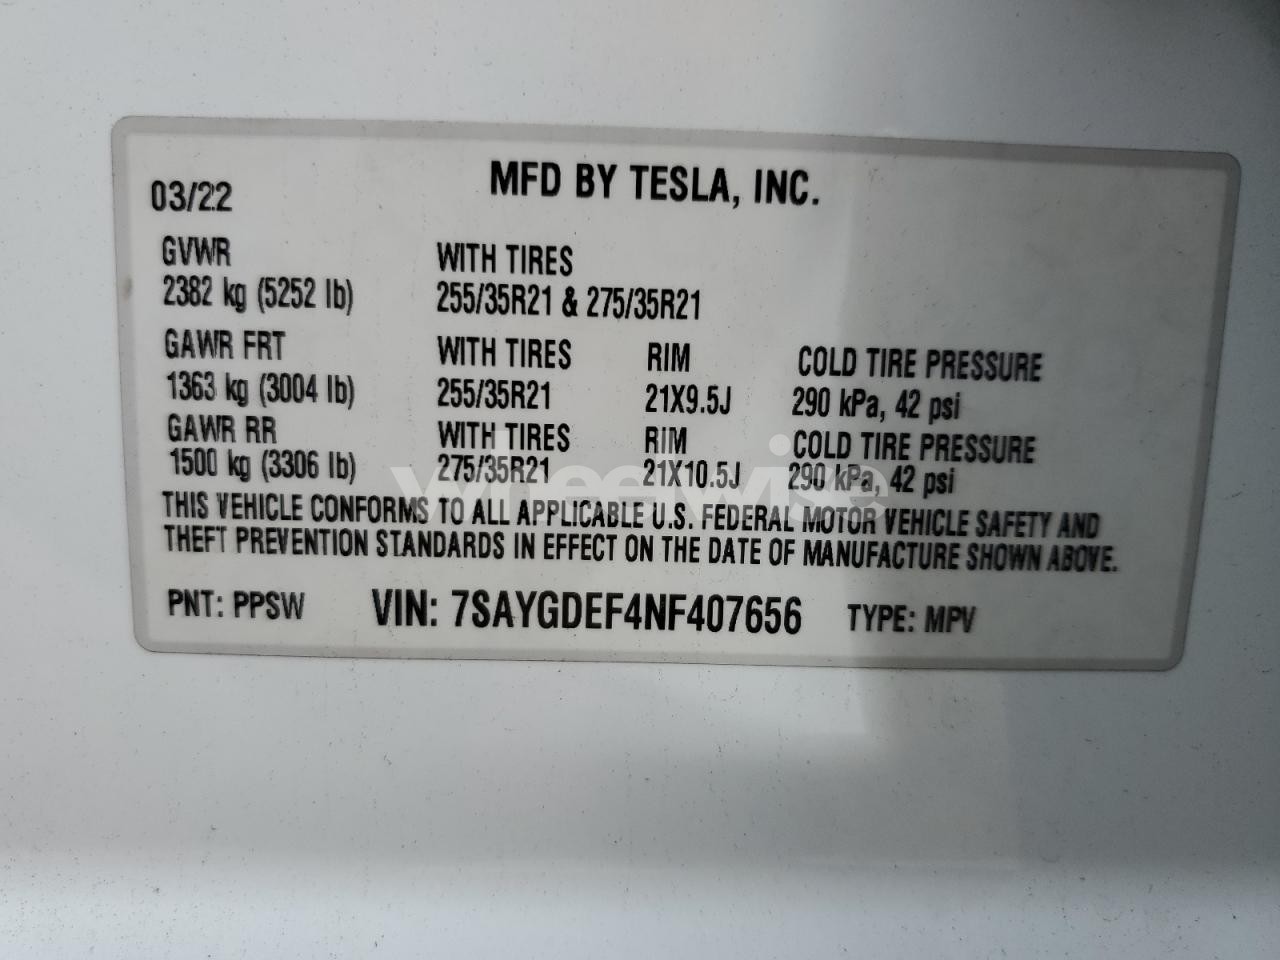 03/22 MFD BY TESLA, INC.
GVWR WITH TIRES
2382 kg (5252 lb) 255/35R21 & 275/35R21
GAWR FRT WITH TIRES RIM COLD TIRE PRESSURE
1363 kg (3004 lb) 255/35R21 21X9.5J 290 kPa, 42 psi
GAWR RR WITH TIRES RIM COLD TIRE PRESSURE
1500 kg (3306 lb) 275/35R21 21X10.5J 290 kPa, 42 psi
wheelwise
THIS VEHICLE CONFORMS TO ALL APPLICABLE U.S. FEDERAL MOTOR VEHICLE SAFETY AND
THEFT PREVENTION STANDARDS IN EFFECT ON THE DATE OF MANUFACTURE SHOWN ABOVE.
PNT: PPSW VIN: 7SAYGDEF4NF407656 TYPE: MPV